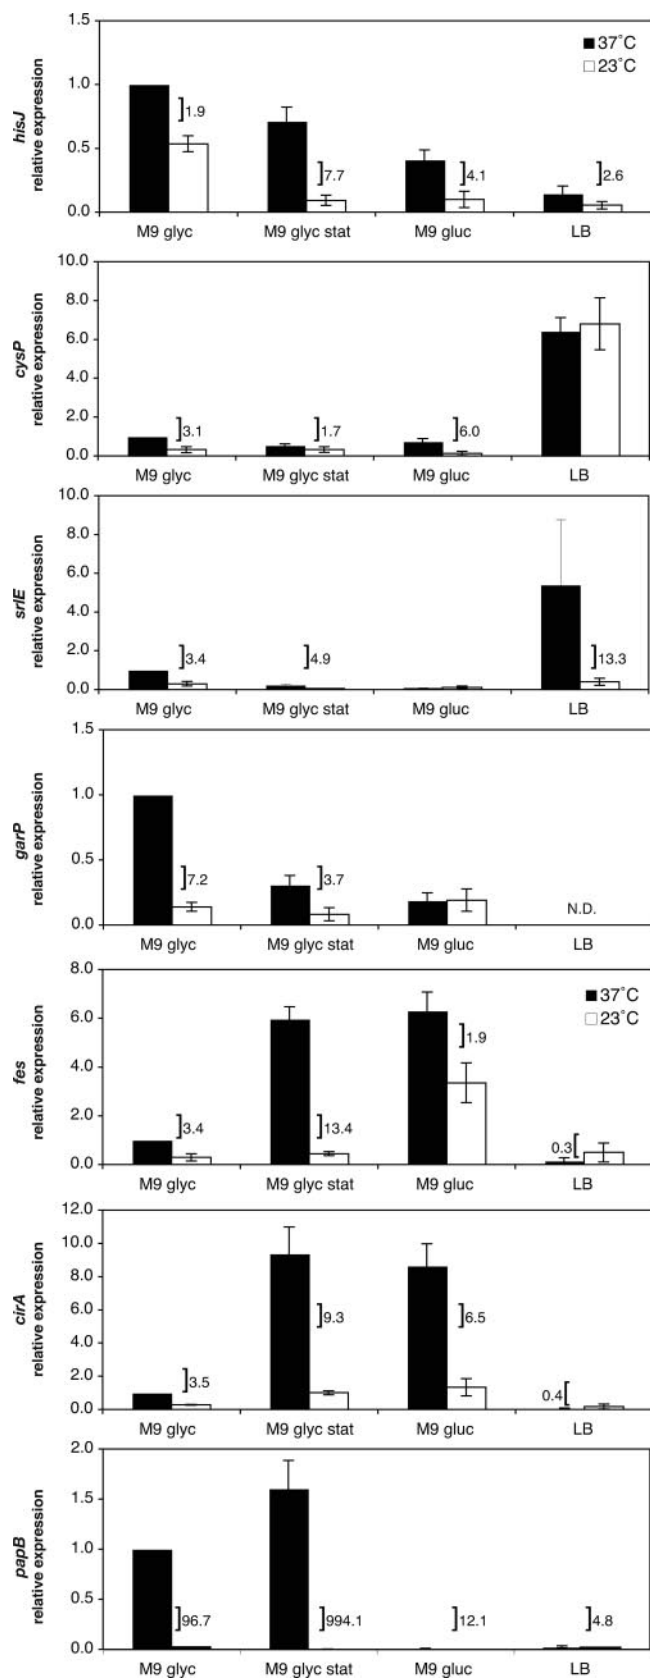 hisJ
relative expression
1.5
1.0
0.5
0.0
37°C
23°C
1.9
7.7
4.1
2.6
M9 glyc
M9 glyc stat
M9 gluc
LB
cysP
relative expression
10.0
8.0
6.0
4.0
2.0
0.0
3.1
1.7
6.0
M9 glyc
M9 glyc stat
M9 gluc
LB
srlE
relative expression
10.0
8.0
6.0
4.0
2.0
0.0
3.4
4.9
13.3
M9 glyc
M9 glyc stat
M9 gluc
LB
garP
relative expression
1.5
1.0
0.5
0.0
7.2
3.7
N.D.
M9 glyc
M9 glyc stat
M9 gluc
LB
fes
relative expression
8.0
6.0
4.0
2.0
0.0
37°C
23°C
3.4
13.4
1.9
0.3
M9 glyc
M9 glyc stat
M9 gluc
LB
cirA
relative expression
12.0
10.0
8.0
6.0
4.0
2.0
0.0
3.5
9.3
6.5
0.4
M9 glyc
M9 glyc stat
M9 gluc
LB
papB
relative expression
2.0
1.5
1.0
0.5
0.0
96.7
994.1
12.1
4.8
M9 glyc
M9 glyc stat
M9 gluc
LB